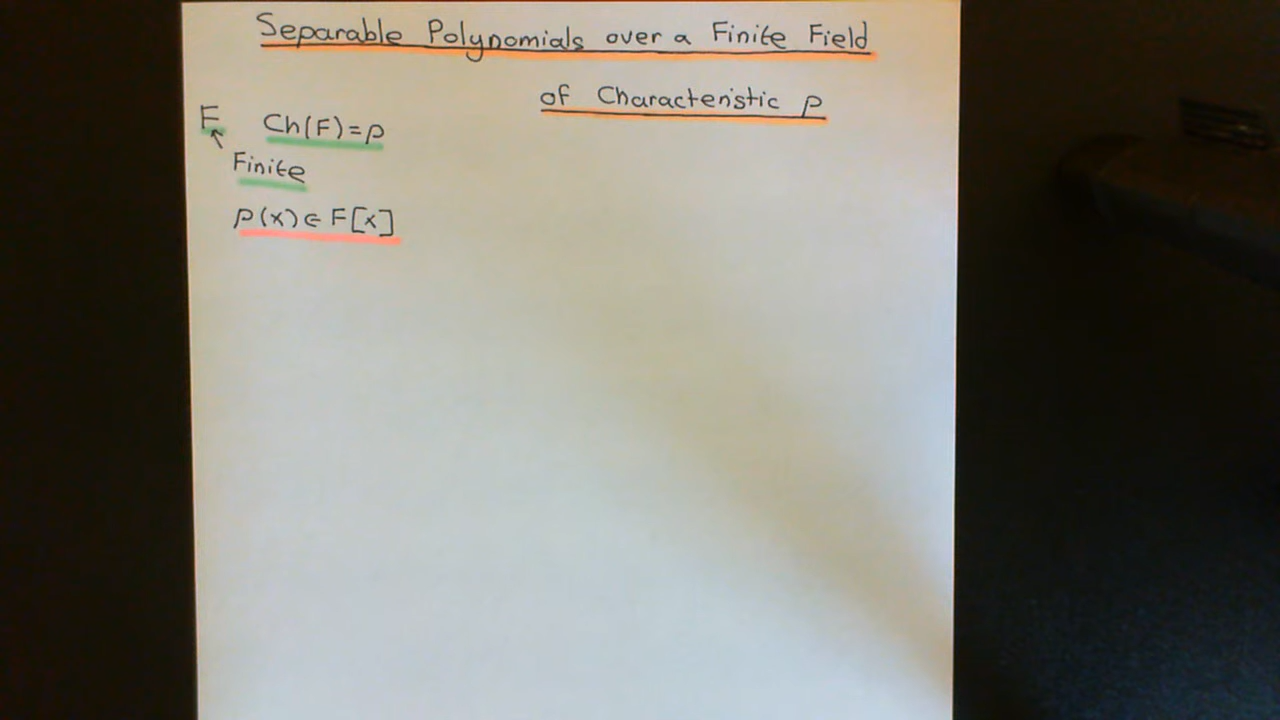 Separable Polynomials over a Finite Field
of Characteristic p
F Ch(F)=p
Finite
p(x)∈F[x]